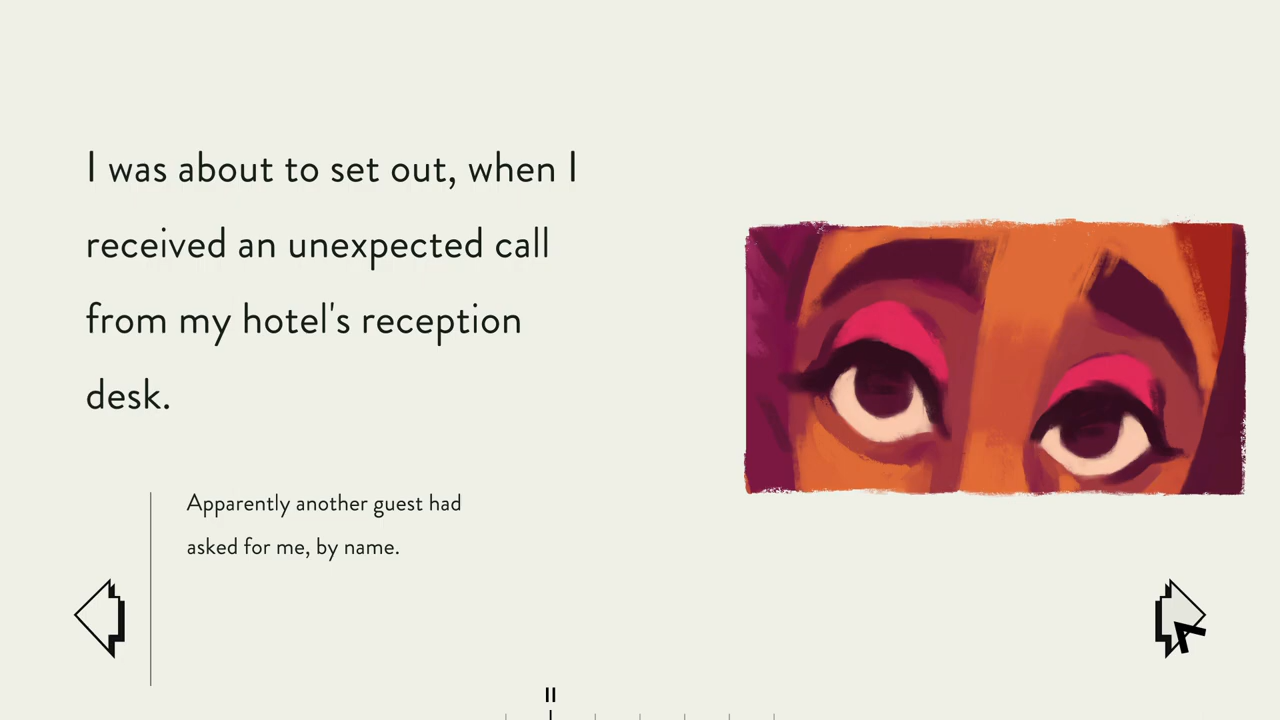 I was about to set out, when I
received an unexpected call
from my hotel's reception
desk.
Apparently another guest had
asked for me, by name.
II